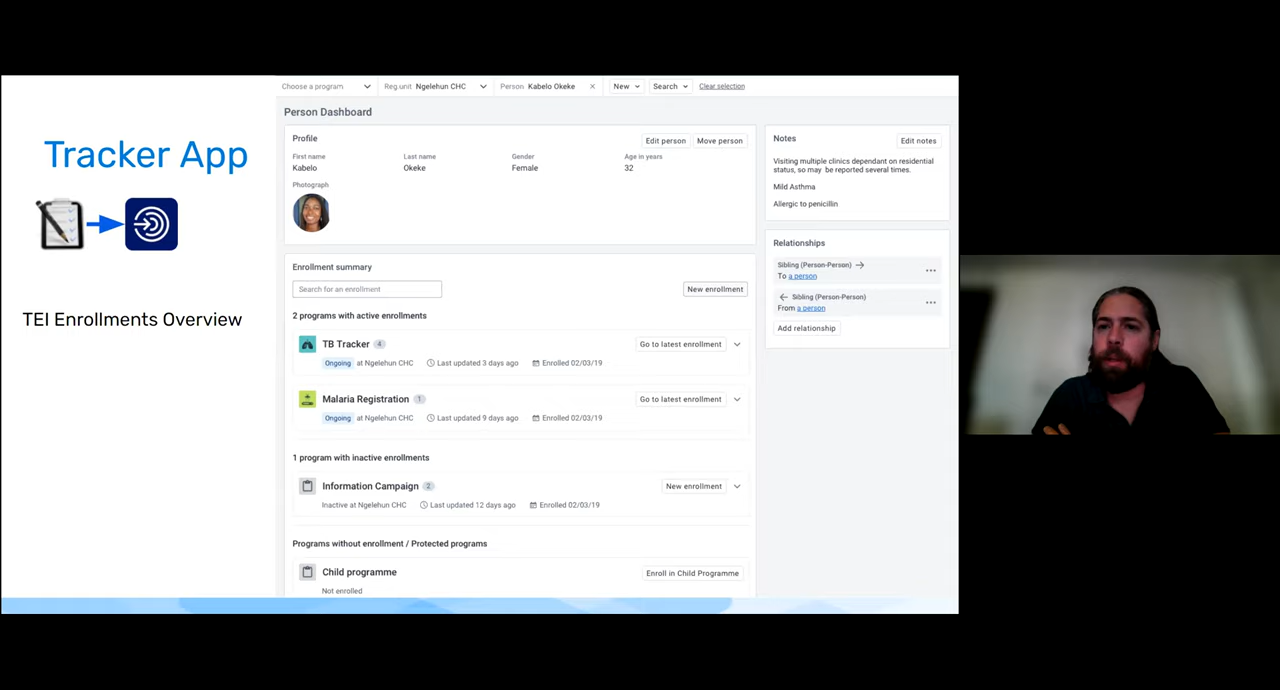 Tracker App
TEI Enrollments Overview
Choose a program Reg.unit Ngelehun CHC Person Kabelo Okeke New Search Clear selection
Person Dashboard
Profile
Edit person Move person
First name Last name Gender Age in years
Kabelo Okeke Female 32
Photograph
Enrollment summary
Search for an enrollment New enrollment
2 programs with active enrollments
TB Tracker 4 Go to latest enrollment
Ongoing at Ngelehun CHC Last updated 3 days ago Enrolled 02/03/19
Malaria Registration 1 Go to latest enrollment
Ongoing at Ngelehun CHC Last updated 9 days ago Enrolled 02/03/19
1 program with inactive enrollments
Information Campaign 2 New enrollment
Inactive at Ngelehun CHC Last updated 12 days ago Enrolled 02/03/19
Programs without enrollment / Protected programs
Child programme Enroll in Child Programme
Not enrolled
Notes Edit notes
Visiting multiple clinics dependant on residential
status, so may be reported several times.
Mild Asthma
Allergic to penicillin
Relationships
Sibling (Person-Person)
To a person
Sibling (Person-Person)
From a person
Add relationship